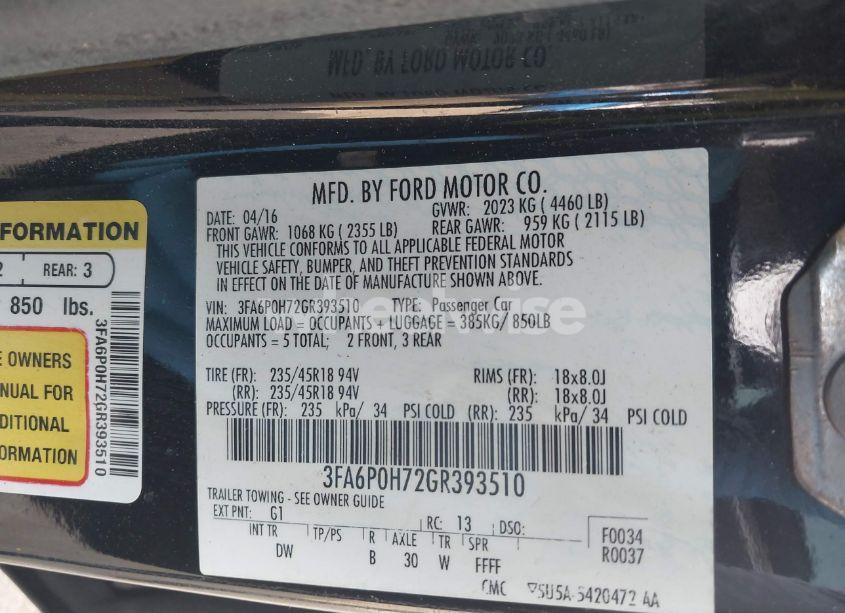 MFD. BY FORD MOTOR CO.
DATE: 04/16
GVWR: 2023 KG ( 4460 LB)
FRONT GAWR: 1068 KG ( 2355 LB)
REAR GAWR: 959 KG ( 2115 LB)
THIS VEHICLE CONFORMS TO ALL APPLICABLE FEDERAL MOTOR
VEHICLE SAFETY, BUMPER, AND THEFT PREVENTION STANDARDS
IN EFFECT ON THE DATE OF MANUFACTURE SHOWN ABOVE.
VIN: 3FA6P0H72GR393510 TYPE: Passenger Car
MAXIMUM LOAD = OCCUPANTS + LUGGAGE = 385KG/ 850LB
OCCUPANTS = 5 TOTAL; 2 FRONT, 3 REAR
TIRE (FR): 235/45R18 94V RIMS (FR): 18x8.0J
(RR): 235/45R18 94V (RR): 18x8.0J
PRESSURE (FR): 235 kPa/ 34 PSI COLD (RR): 235 kPa/ 34 PSI COLD
3FA6P0H72GR393510
TRAILER TOWING - SEE OWNER GUIDE
EXT PNT: G1 RC: 13 DSO:
F0034
R0037
INT TR TP/PS R AXLE TR SPR
DW B 30 W FFFF
CMC SU5A-5420472 AA
FORMATION
2 REAR: 3
850 lbs.
E OWNERS
ANUAL FOR
DITIONAL
ORMATION
3FA6P0H72GR393510